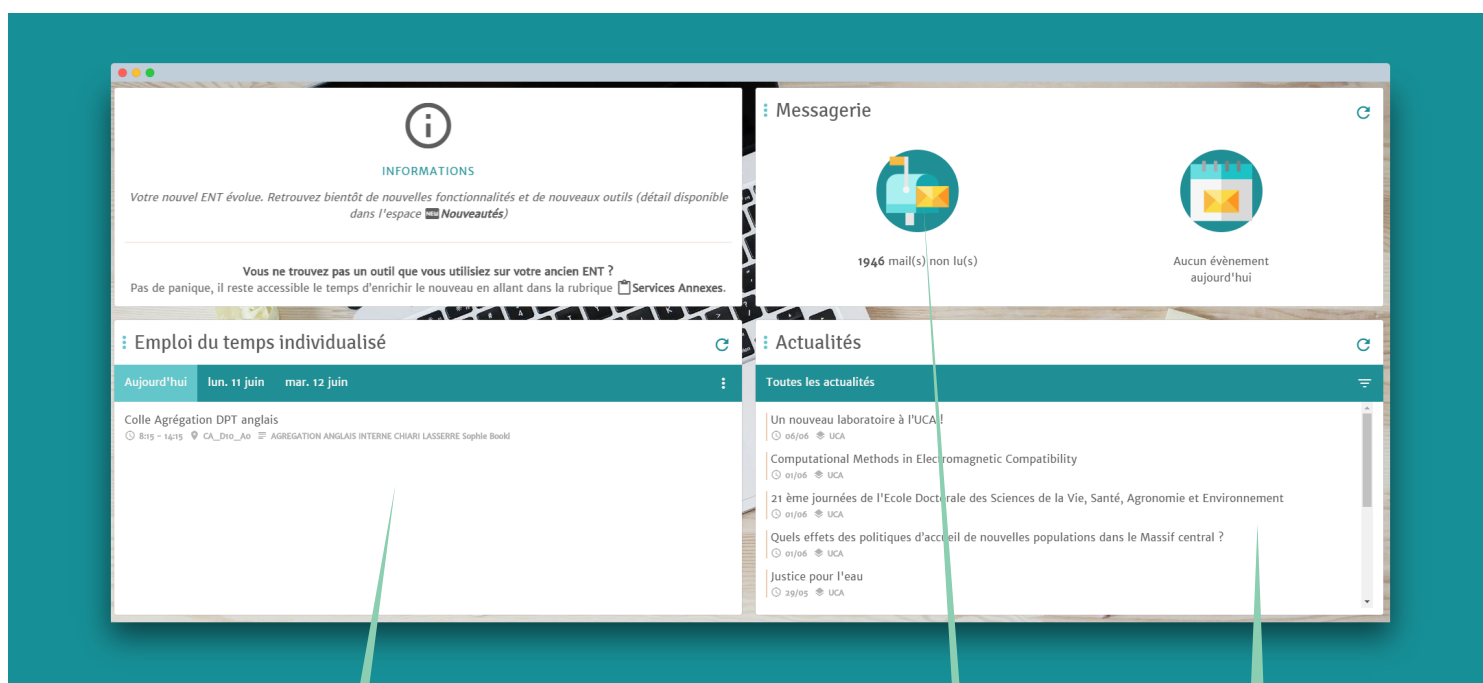 INFORMATIONS
Votre nouvel ENT évolue. Retrouvez bientôt de nouvelles fonctionnalités et de nouveaux outils (détail disponible
dans l'espace NEW Nouveautés)
Vous ne trouvez pas un outil que vous utilisiez sur votre ancien ENT ?
Pas de panique, il reste accessible le temps d'enrichir le nouveau en allant dans la rubrique Services Annexes.
Messagerie
1946 mail(s) non lu(s)
Aucun évènement
aujourd'hui
Emploi du temps individualisé
Aujourd'hui lun. 11 juin mar. 12 juin
Colle Agrégation DPT anglais
8:15 - 14:15 CA_D10_A0 AGREGATION ANGLAIS INTERNE CHIARI LASSERRE Sophie Bookl
Actualités
Toutes les actualités
Un nouveau laboratoire à l'UCA !
06/06 UCA
Computational Methods in Electromagnetic Compatibility
01/06 UCA
21 ème journées de l'Ecole Doctorale des Sciences de la Vie, Santé, Agronomie et Environnement
01/06 UCA
Quels effets des politiques d'accueil de nouvelles populations dans le Massif central ?
01/06 UCA
Justice pour l'eau
29/05 UCA